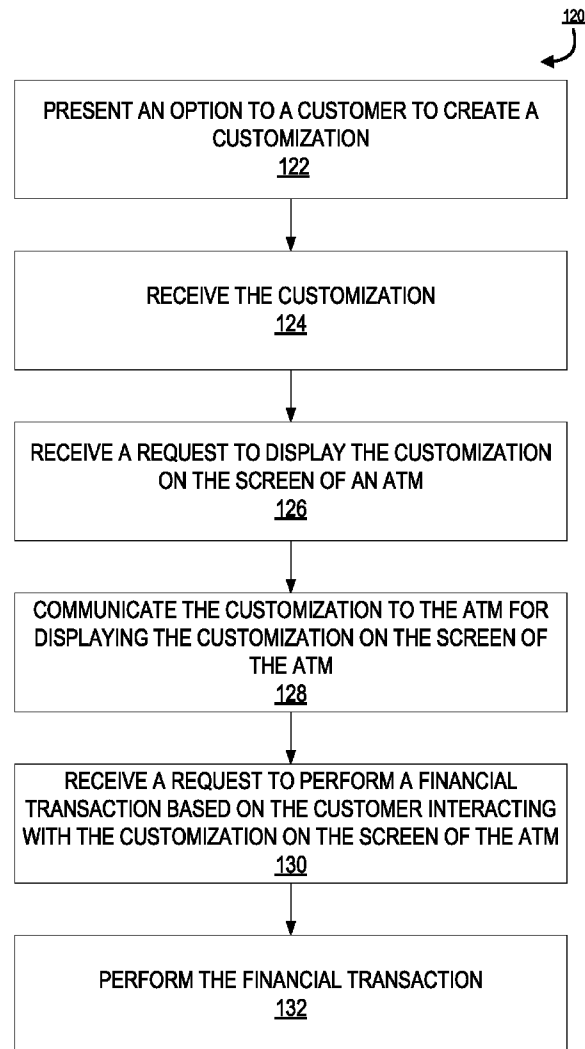 120
PRESENT AN OPTION TO A CUSTOMER TO CREATE A
CUSTOMIZATION
122
RECEIVE THE CUSTOMIZATION
124
RECEIVE A REQUEST TO DISPLAY THE CUSTOMIZATION
ON THE SCREEN OF AN ATM
126
COMMUNICATE THE CUSTOMIZATION TO THE ATM FOR
DISPLAYING THE CUSTOMIZATION ON THE SCREEN OF
THE ATM
128
RECEIVE A REQUEST TO PERFORM A FINANCIAL
TRANSACTION BASED ON THE CUSTOMER INTERACTING
WITH THE CUSTOMIZATION ON THE SCREEN OF THE ATM
130
PERFORM THE FINANCIAL TRANSACTION
132